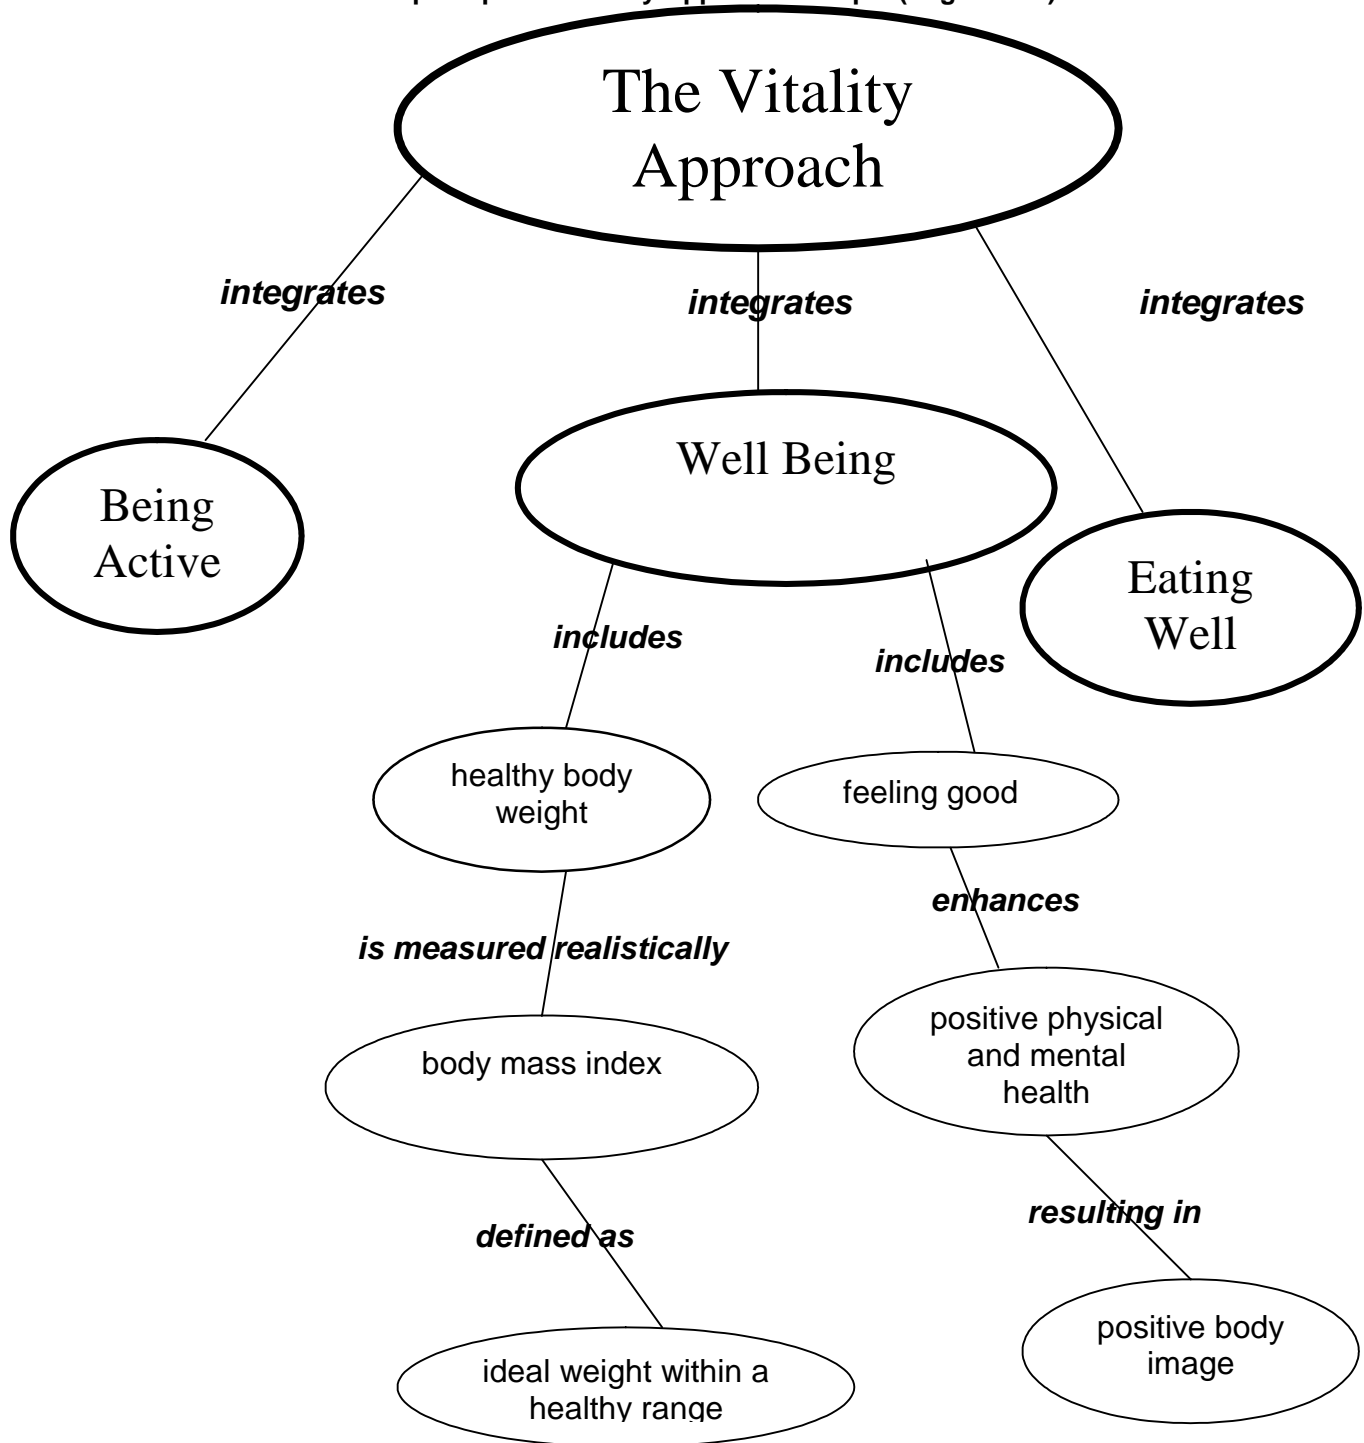 The Vitality
Approach
integrates
integrates
integrates
Being
Active
Well Being
Eating
Well
includes
includes
healthy body
weight
feeling good
enhances
is measured realistically
positive physical
and mental
health
body mass index
resulting in
defined as
positive body
image
ideal weight within a
healthy range